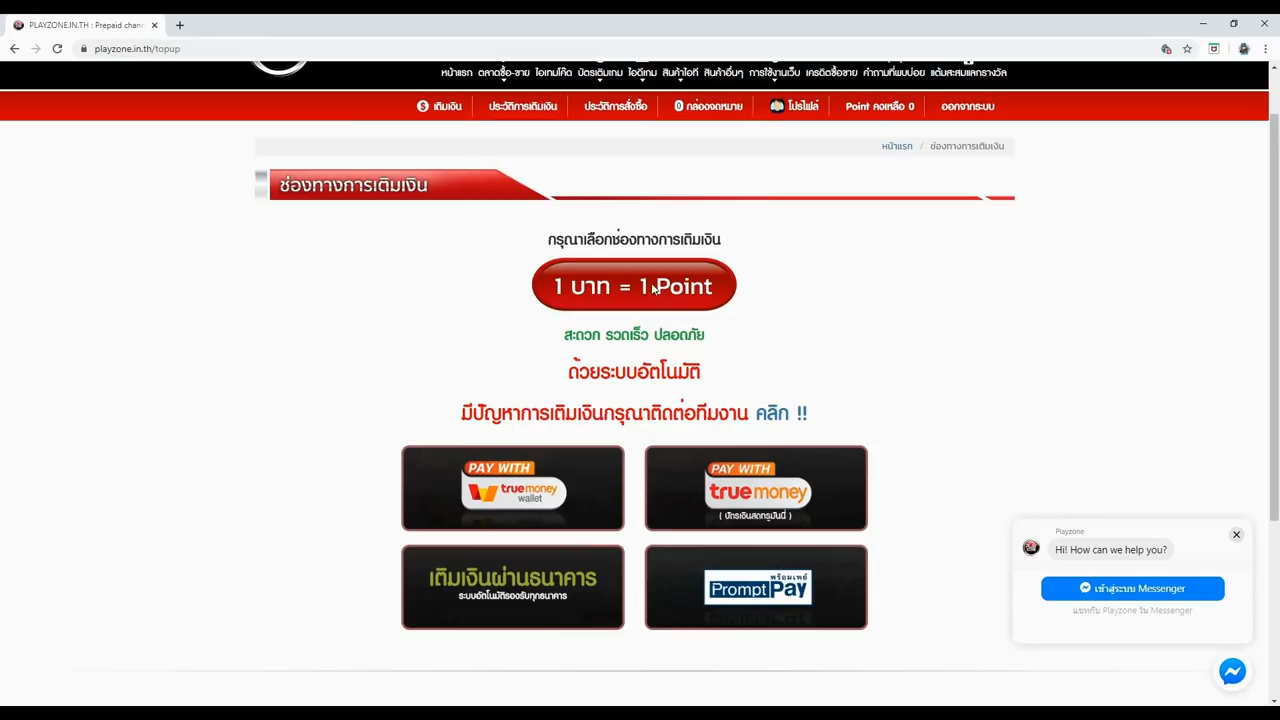 PLAYZONE.IN.TH : Prepaid chan
playzone.in.th/topup
หน้าแรก ตลาดซื้อ-ขาย ไอเทมโค๊ด บัตรเติมเกม ไอดีเกม สินค้าไอที สินค้าอื่นๆ การใช้งานเว็บ เครดิตซื้อขาย คำถามที่พบบ่อย แต้มสะสมแลกรางวัล
เติมเงิน ประวัติการเติมเงิน ประวัติการสั่งซื้อ 0 กล่องจดหมาย โปรไฟล์ Point คงเหลือ 0 ออกจากระบบ
หน้าแรก / ช่องทางการเติมเงิน
ช่องทางการเติมเงิน
กรุณาเลือกช่องทางการเติมเงิน
1 บาท = 1 Point
สะดวก รวดเร็ว ปลอดภัย
ด้วยระบบอัตโนมัติ
มีปัญหาการเติมเงินกรุณาติดต่อทีมงาน คลิก !!
PAY WITH
truemoney
wallet
PAY WITH
truemoney
( บัตรเงินสดทรูมันนี่ )
เติมเงินผ่านธนาคาร
ระบบอัตโนมัติรองรับทุกธนาคาร
พร้อมเพย์
PromptPay
Playzone
Hi! How can we help you?
เข้าสู่ระบบ Messenger
แชทกับ Playzone ใน Messenger